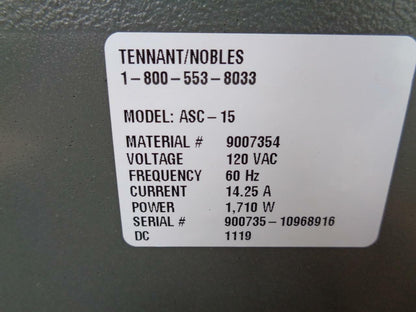 TENNANT/NOBLES
1-800-553-8033
MODEL: ASC-15
MATERIAL # 9007354
VOLTAGE 120 VAC
FREQUENCY 60 Hz
CURRENT 14.25 A
POWER 1,710 W
SERIAL # 900735-10968916
DC 1119